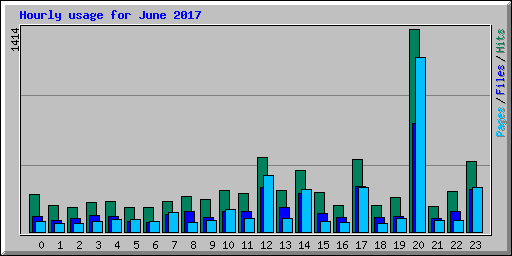 Hourly usage for June 2017
1414
Pages / Files / Hits
0 1 2 3 4 5 6 7 8 9 10 11 12 13 14 15 16 17 18 19 20 21 22 23